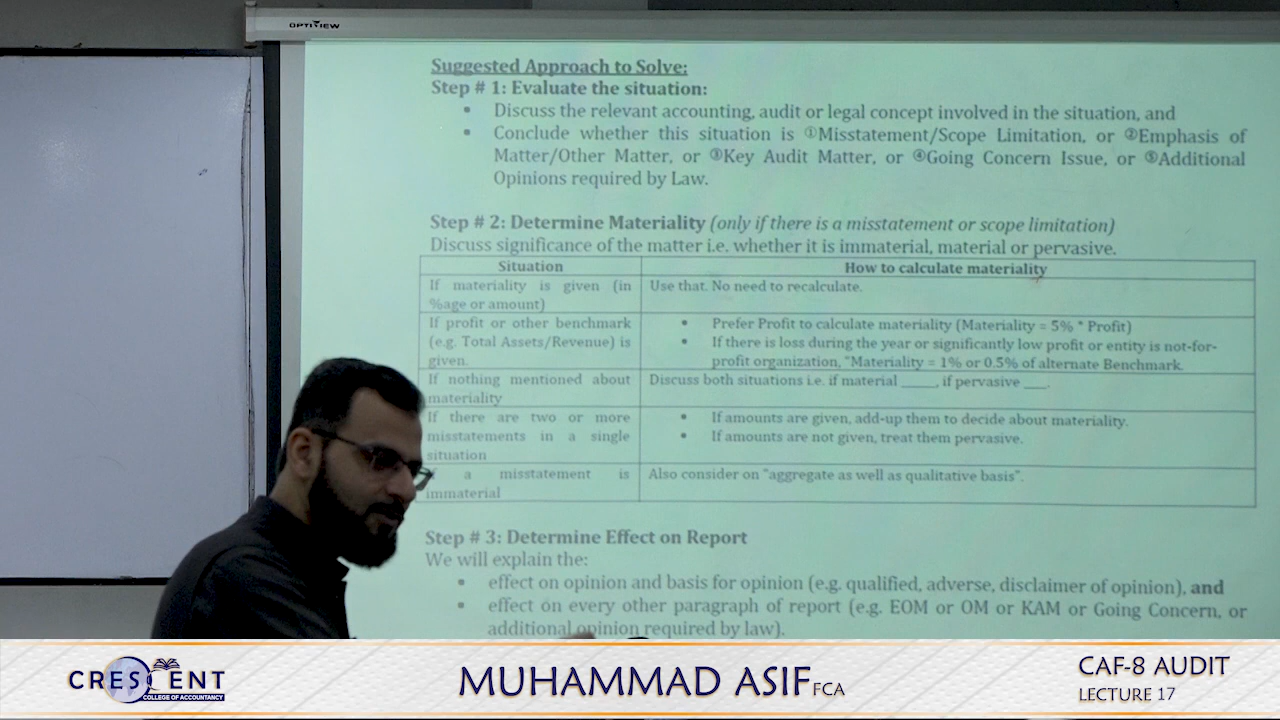 OPTIVIEW
Suggested Approach to Solve:
Step # 1: Evaluate the situation:
• Discuss the relevant accounting, audit or legal concept involved in the situation, and
• Conclude whether this situation is ①Misstatement/Scope Limitation, or ②Emphasis of
Matter/Other Matter, or ③Key Audit Matter, or ④Going Concern Issue, or ⑤Additional
Opinions required by Law.
Step # 2: Determine Materiality (only if there is a misstatement or scope limitation)
Discuss significance of the matter i.e. whether it is immaterial, material or pervasive.
Situation
How to calculate materiality
If materiality is given (in
%age or amount)
Use that. No need to recalculate.
If profit or other benchmark
(e.g. Total Assets/Revenue) is
given.
• Prefer Profit to calculate materiality (Materiality = 5% * Profit)
• If there is loss during the year or significantly low profit or entity is not-for-
profit organization, "Materiality = 1% or 0.5% of alternate Benchmark.
If nothing mentioned about
materiality
Discuss both situations i.e. if material _____, if pervasive ___.
If there are two or more
misstatements in a single
situation
• If amounts are given, add-up them to decide about materiality.
• If amounts are not given, treat them pervasive.
a misstatement is
immaterial
Also consider on "aggregate as well as qualitative basis".
Step # 3: Determine Effect on Report
We will explain the:
• effect on opinion and basis for opinion (e.g. qualified, adverse, disclaimer of opinion), and
• effect on every other paragraph of report (e.g. EOM or OM or KAM or Going Concern, or
additional opinion required by law).
CRESCENT
COLLEGE OF ACCOUNTANCY
MUHAMMAD ASIF FCA
CAF-8 AUDIT
LECTURE 17